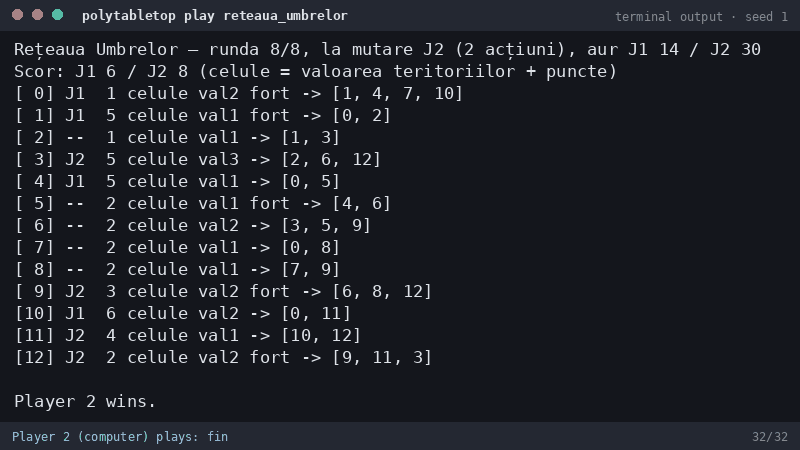 polytabletop play reteaua_umbrelor
terminal output · seed 1
Rețeaua Umbrelor — runda 8/8, la mutare J2 (2 acțiuni), aur J1 14 / J2 30
Scor: J1 6 / J2 8 (celule = valoarea teritoriilor + puncte)
[ 0] J1  1 celule val2 fort -> [1, 4, 7, 10]
[ 1] J1  5 celule val1 fort -> [0, 2]
[ 2] --  1 celule val1 -> [1, 3]
[ 3] J2  5 celule val3 -> [2, 6, 12]
[ 4] J1  5 celule val1 -> [0, 5]
[ 5] --  2 celule val1 fort -> [4, 6]
[ 6] --  2 celule val2 -> [3, 5, 9]
[ 7] --  2 celule val1 -> [0, 8]
[ 8] --  2 celule val1 -> [7, 9]
[ 9] J2  3 celule val2 fort -> [6, 8, 12]
[10] J1  6 celule val2 -> [0, 11]
[11] J2  4 celule val1 -> [10, 12]
[12] J2  2 celule val2 fort -> [9, 11, 3]
Player 2 wins.
Player 2 (computer) plays: fin
32/32